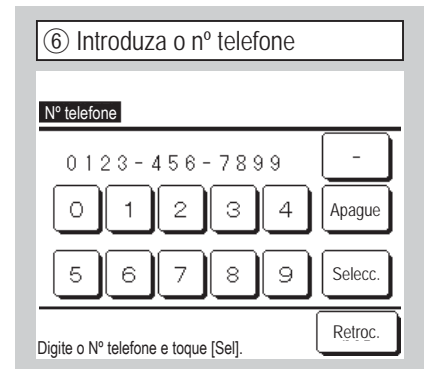 ⑥ Introduza o nº telefone
Nº telefone
0123-456-7899 -
0 1 2 3 4 Apague
5 6 7 8 9 Selecc.
Retroc.
Digite o Nº telefone e toque [Sel].